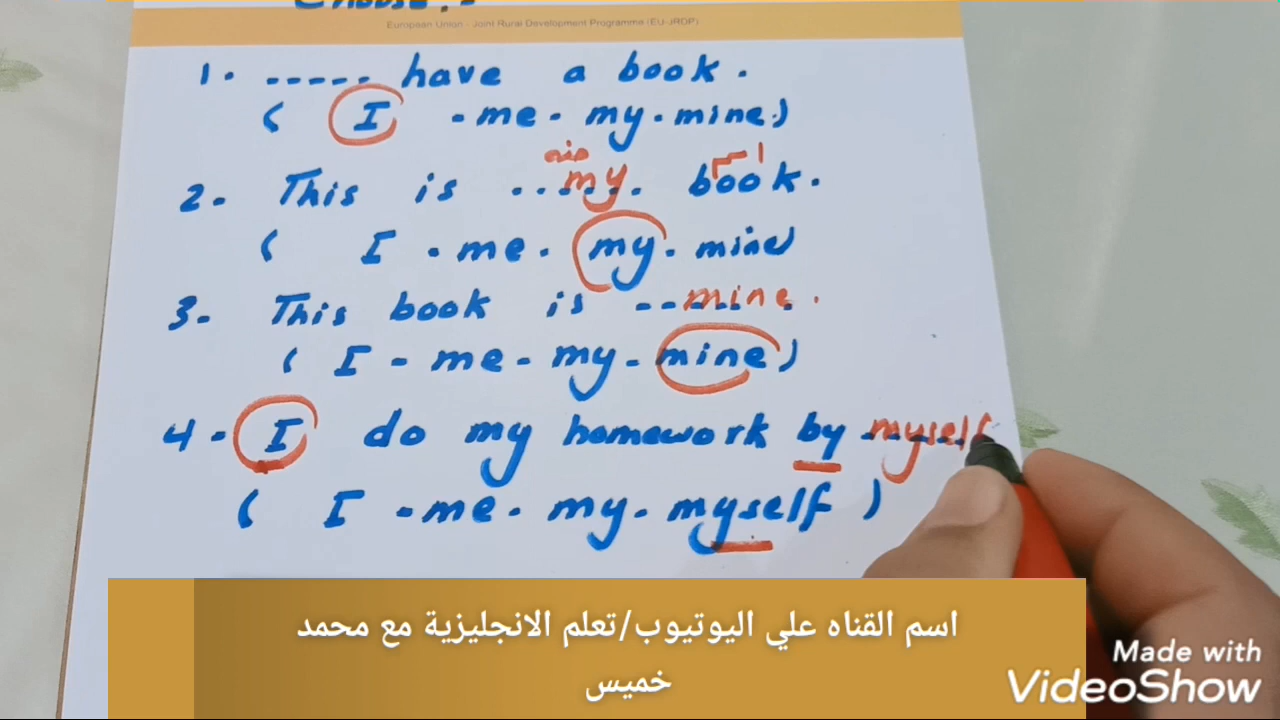 Choose:-
European Union - Joint Rural Development Programme (EU-JRDP)
1. ----- have a book.
( I - me - my - mine.)
2. This is ...my... book.
( I - me - my - mine)
3. This book is --mine--.
( I - me - my - mine)
4 - I do my homework by myself
( I - me - my - myself )
اسم القناه علي اليوتيوب/تعلم الانجليزية مع محمد
خميس
Made with
VideoShow